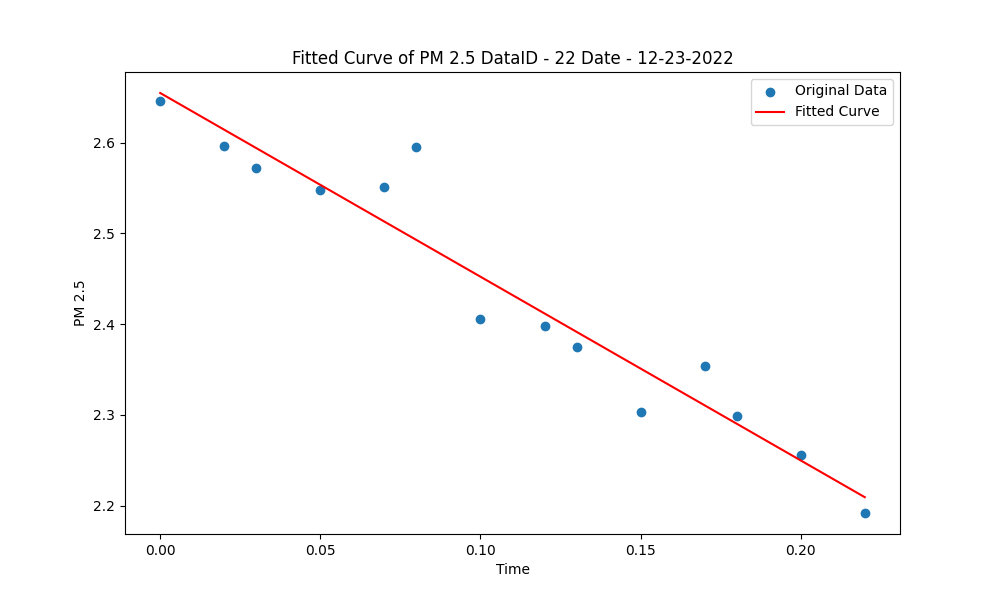 Fitted Curve of PM 2.5 DataID - 22 Date - 12-23-2022
Original Data
Fitted Curve
2.6
2.5
2.4
2.3
2.2
PM 2.5
0.00 0.05 0.10 0.15 0.20
Time